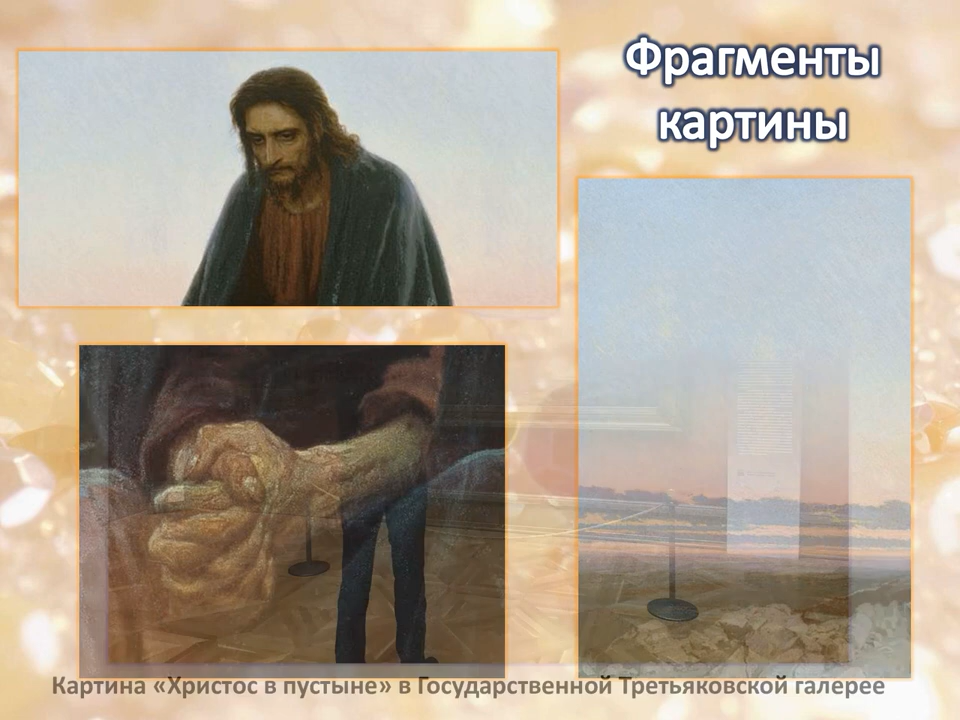 Фрагменты
картины
Картина «Христос в пустыне» в Государственной Третьяковской галерее